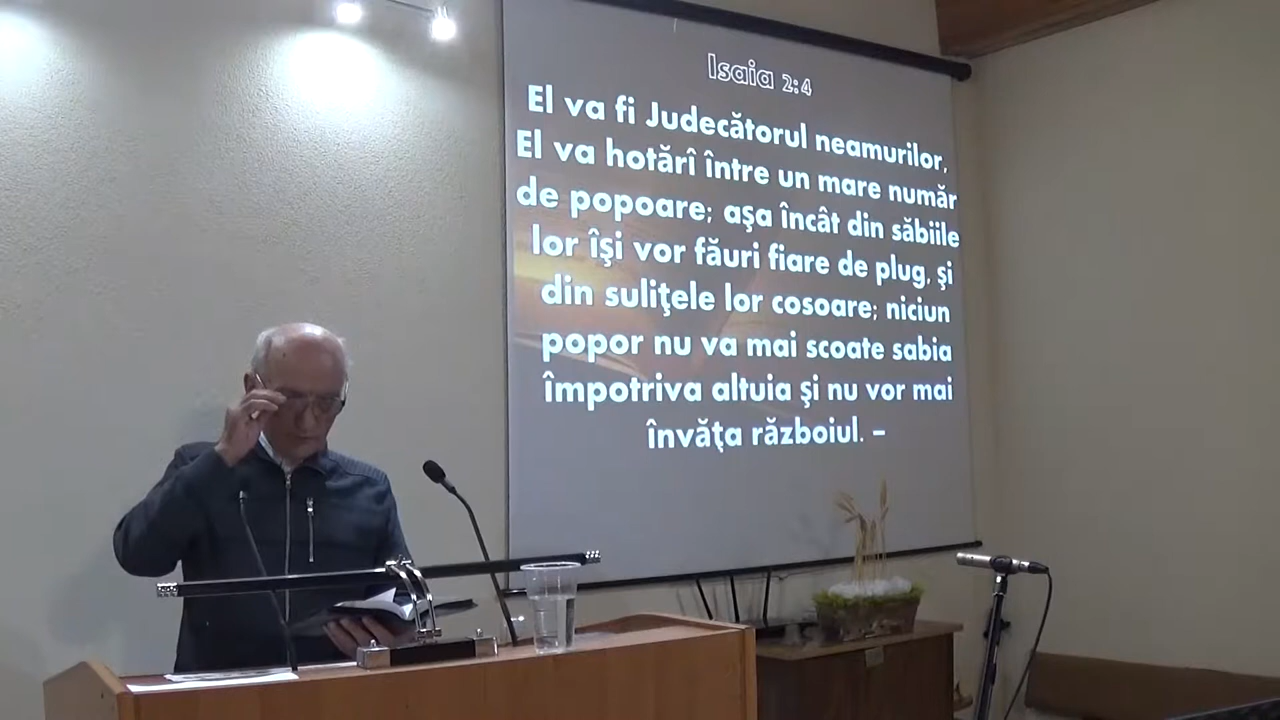 Isaia 2:4
El va fi Judecătorul neamurilor,
El va hotărî între un mare număr
de popoare; aşa încât din săbiile
lor îşi vor făuri fiare de plug, şi
din suliţele lor cosoare; niciun
popor nu va mai scoate sabia
împotriva altuia şi nu vor mai
învăţa războiul. –